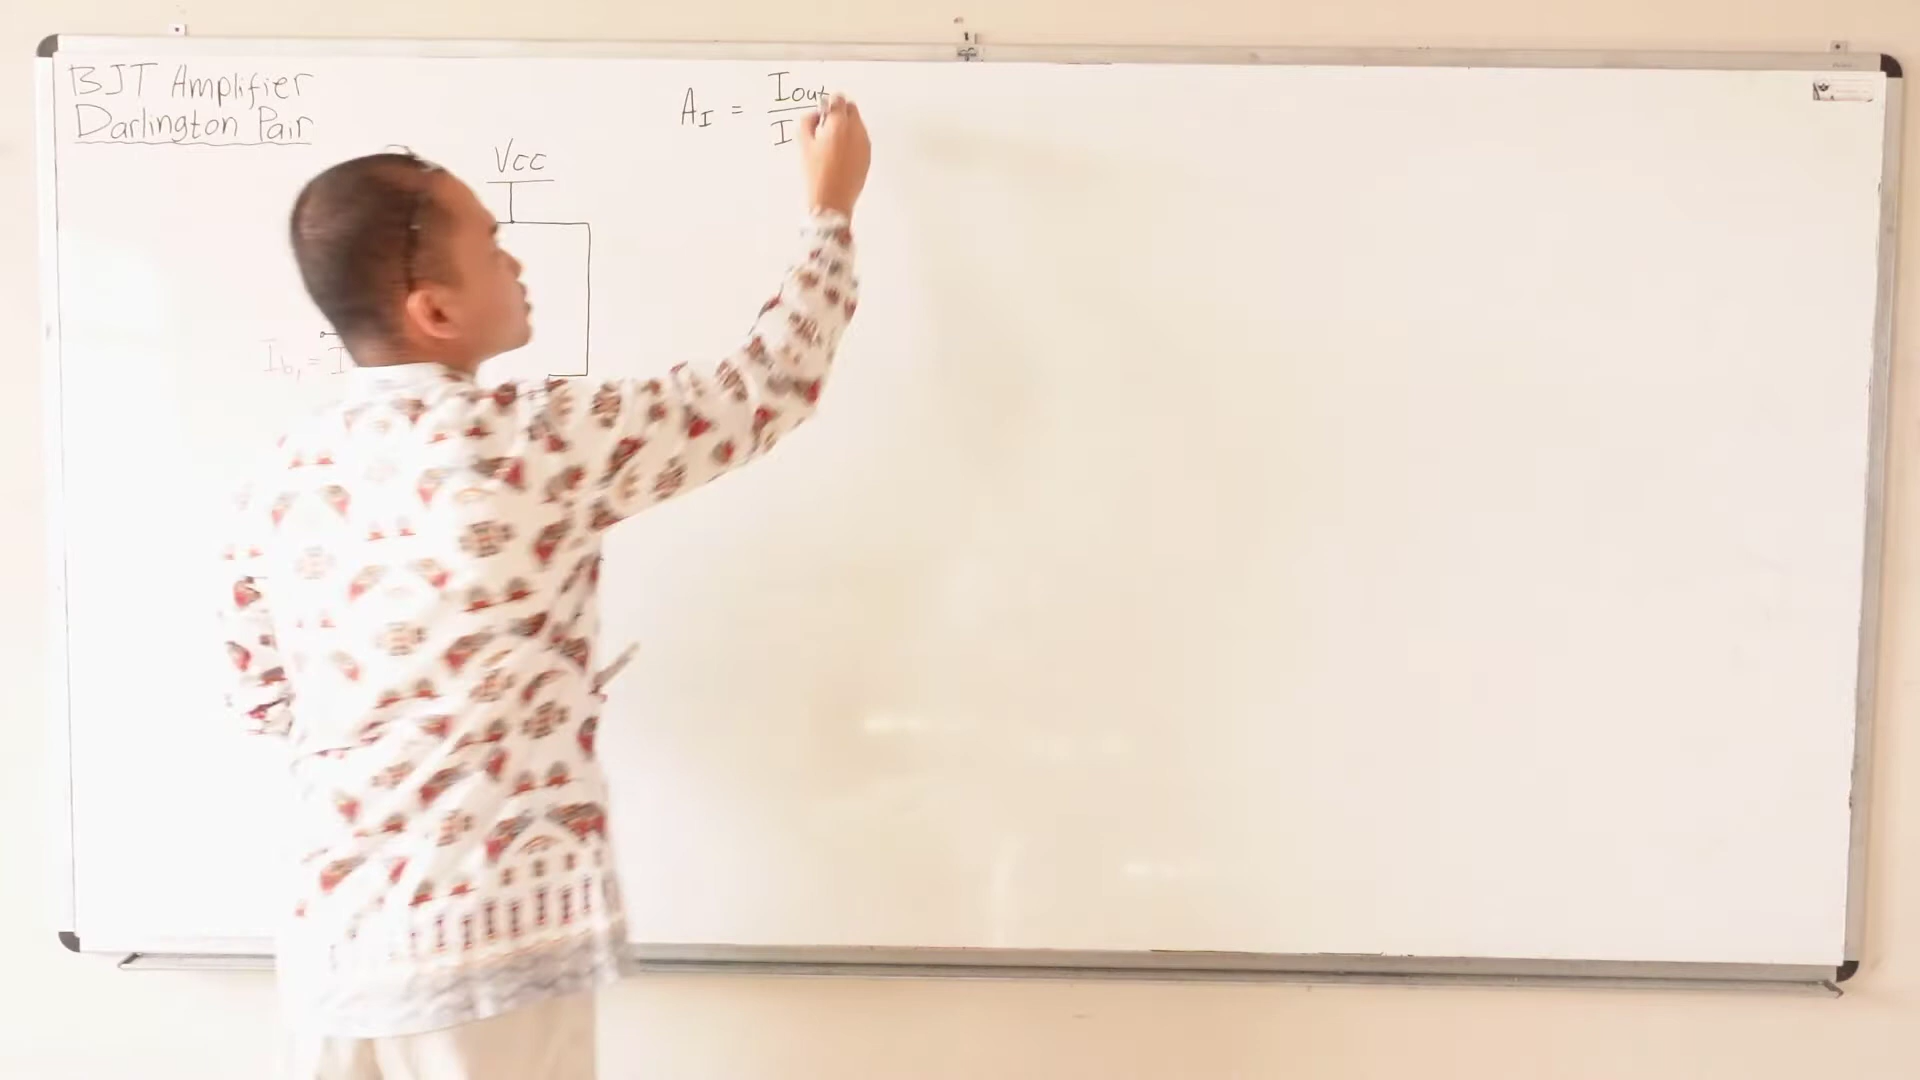 BJT Amplifier
Darlington Pair
A_I = Iout / I
VCC
Ib1 = I